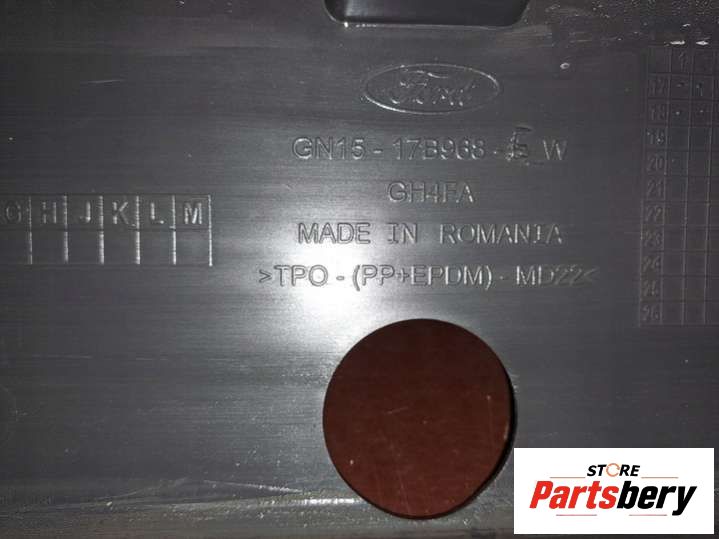 Ford
GN15 - 17B968 - E W
GH4FA
MADE IN ROMANIA
>TPO - (PP+EPDM) - MD22<
G H J K L M
17
18
19
20
21
22
23
24
25
26
STORE
Partsbery